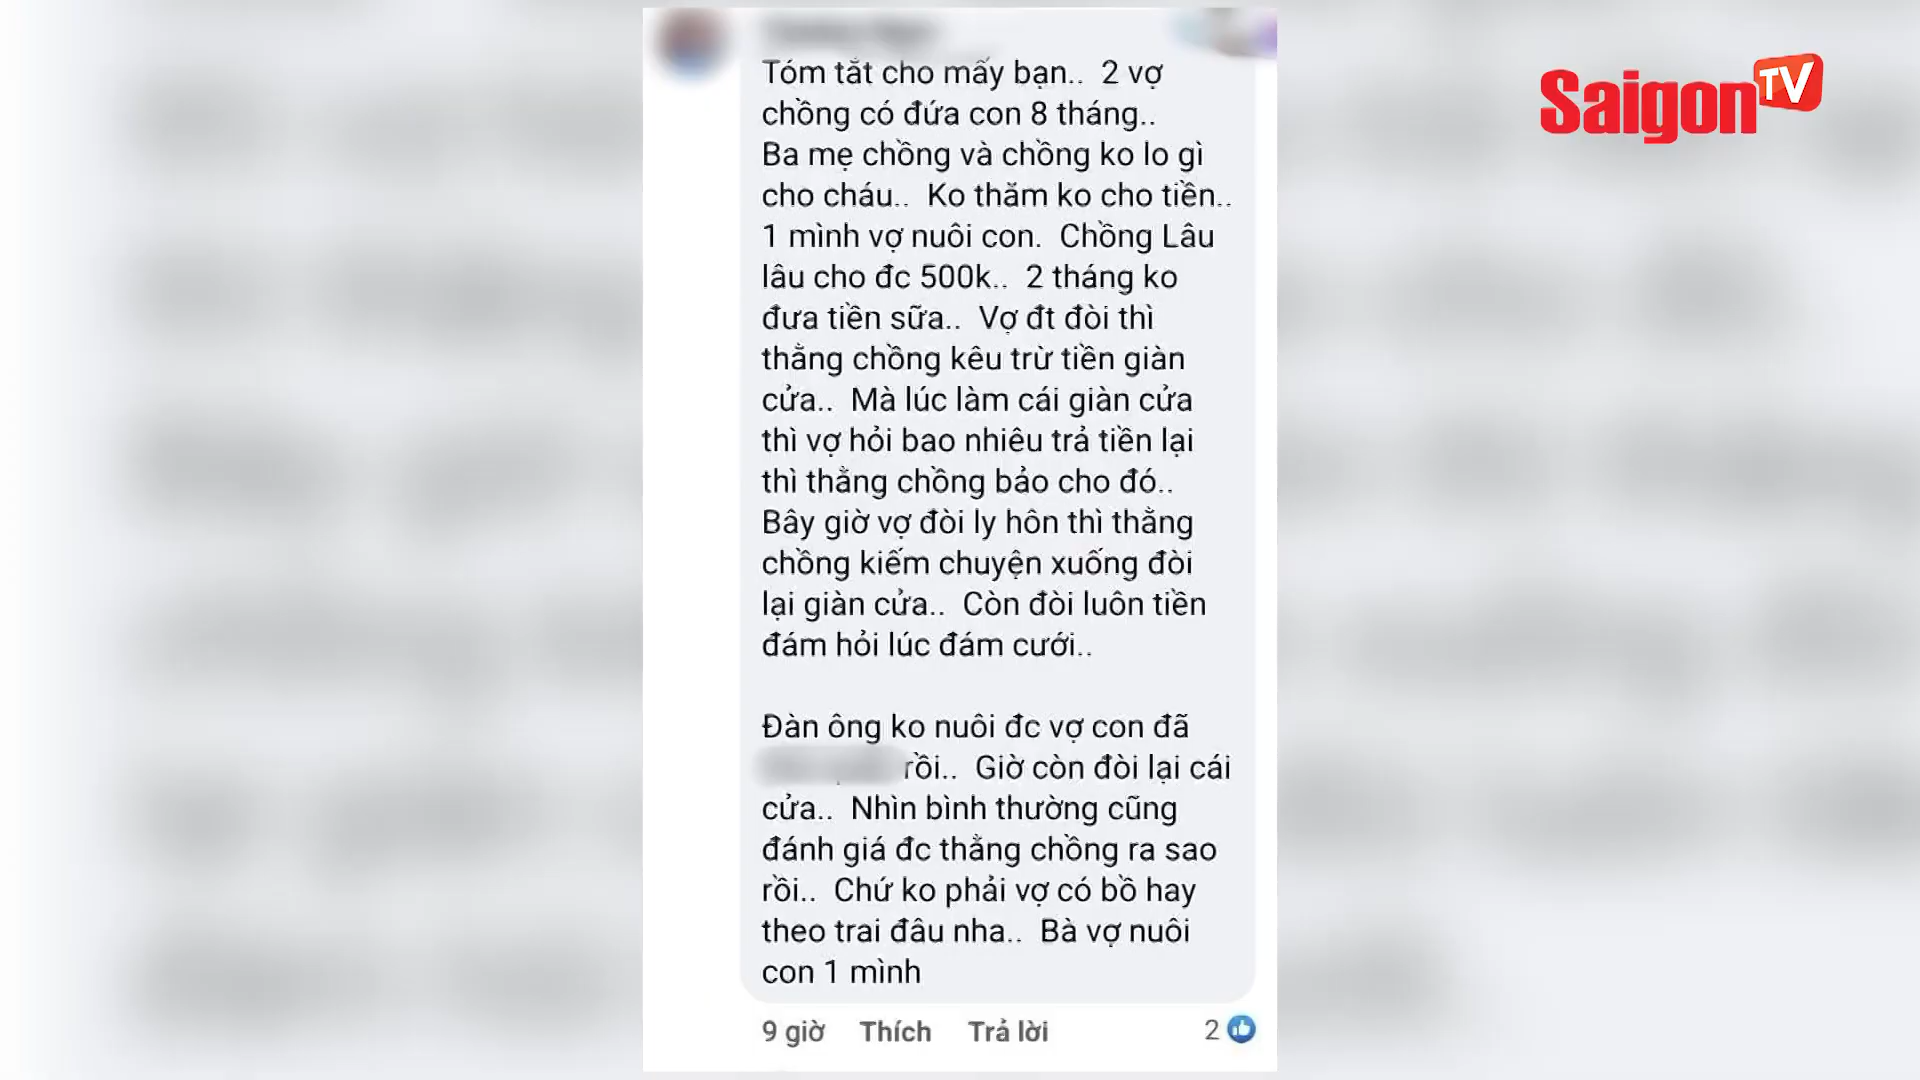 Saigon TV
Tóm tắt cho mấy bạn..  2 vợ
chồng có đứa con 8 tháng..
Ba mẹ chồng và chồng ko lo gì
cho cháu..  Ko thăm ko cho tiền..
1 mình vợ nuôi con.  Chồng Lâu
lâu cho đc 500k..  2 tháng ko
đưa tiền sữa..  Vợ đt đòi thì
thằng chồng kêu trừ tiền giàn
cửa..  Mà lúc làm cái giàn cửa
thì vợ hỏi bao nhiêu trả tiền lại
thì thằng chồng bảo cho đó..
Bây giờ vợ đòi ly hôn thì thằng
chồng kiếm chuyện xuống đòi
lại giàn cửa..  Còn đòi luôn tiền
đám hỏi lúc đám cưới..
Đàn ông ko nuôi đc vợ con đã
rồi..  Giờ còn đòi lại cái
cửa..  Nhìn bình thường cũng
đánh giá đc thằng chồng ra sao
rồi..  Chứ ko phải vợ có bồ hay
theo trai đâu nha..  Bà vợ nuôi
con 1 mình
9 giờ Thích Trả lời 2